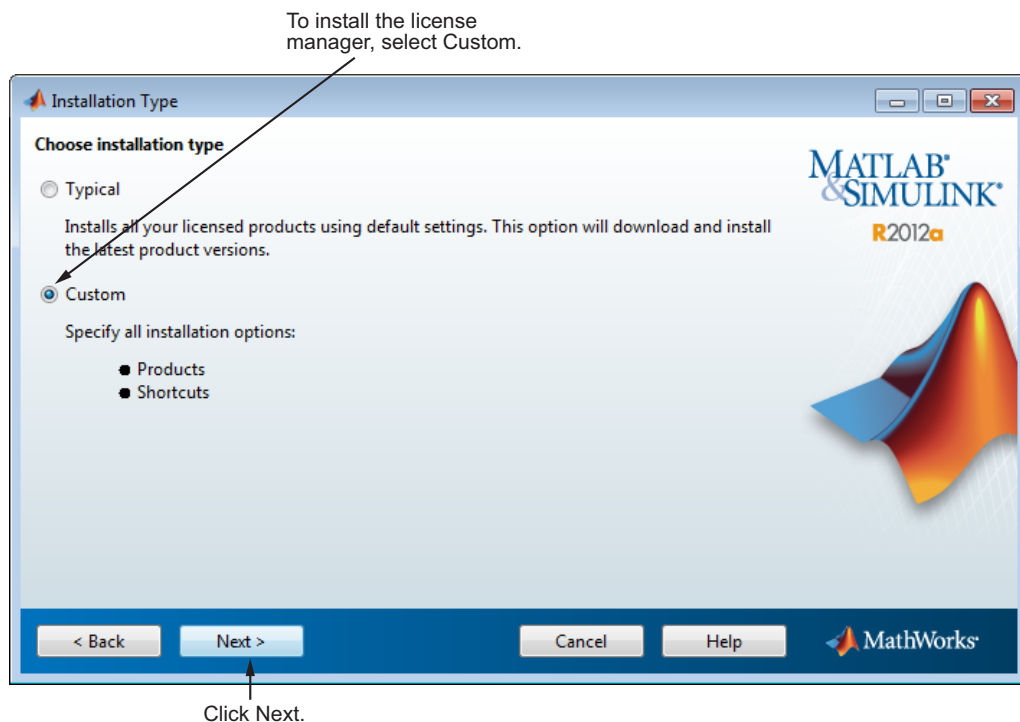 To install the license
manager, select Custom.
Installation Type
Choose installation type
Typical
Installs all your licensed products using default settings. This option will download and install
the latest product versions.
Custom
Specify all installation options:
● Products
● Shortcuts
MATLAB®
&SIMULINK®
R2012a
< Back
Next >
Cancel
Help
MathWorks®
Click Next.